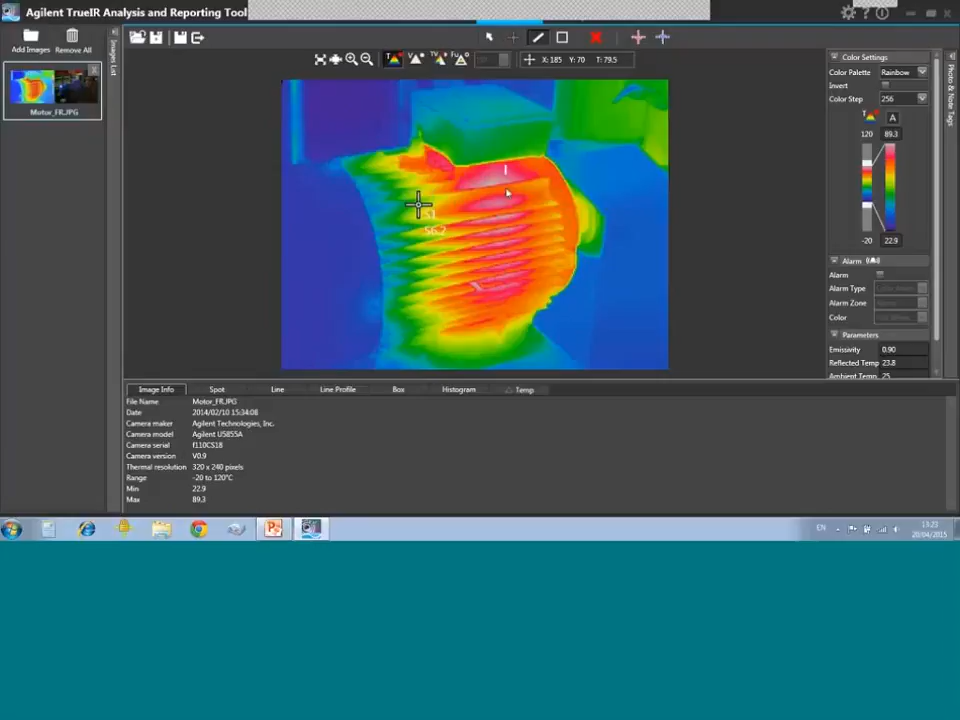 Agilent TrueIR Analysis and Reporting Tool
Add Images
Remove All
Images List
Motor_FR.JPG
X: 185 Y: 70 T: 79.5
S1
56.2
Photo & Note Tags
Color Settings
Color Palette Rainbow
Invert
Color Step 256
T A
120 89.3
-20 22.9
Alarm
Alarm
Alarm Type
Alarm Zone
Color
Parameters
Emissivity 0.90
Reflected Temp 23.8
Ambient Temp. 25
Image Info Spot Line Line Profile Box Histogram Δ Temp
File Name Motor_FR.JPG
Date 2014/02/10 15:34:08
Camera maker Agilent Technologies, Inc.
Camera model Agilent U5855A
Camera serial f110CS18
Camera version V0.9
Thermal resolution 320 x 240 pixels
Range -20 to 120°C
Min 22.9
Max 89.3
EN
13:23
20/04/2015